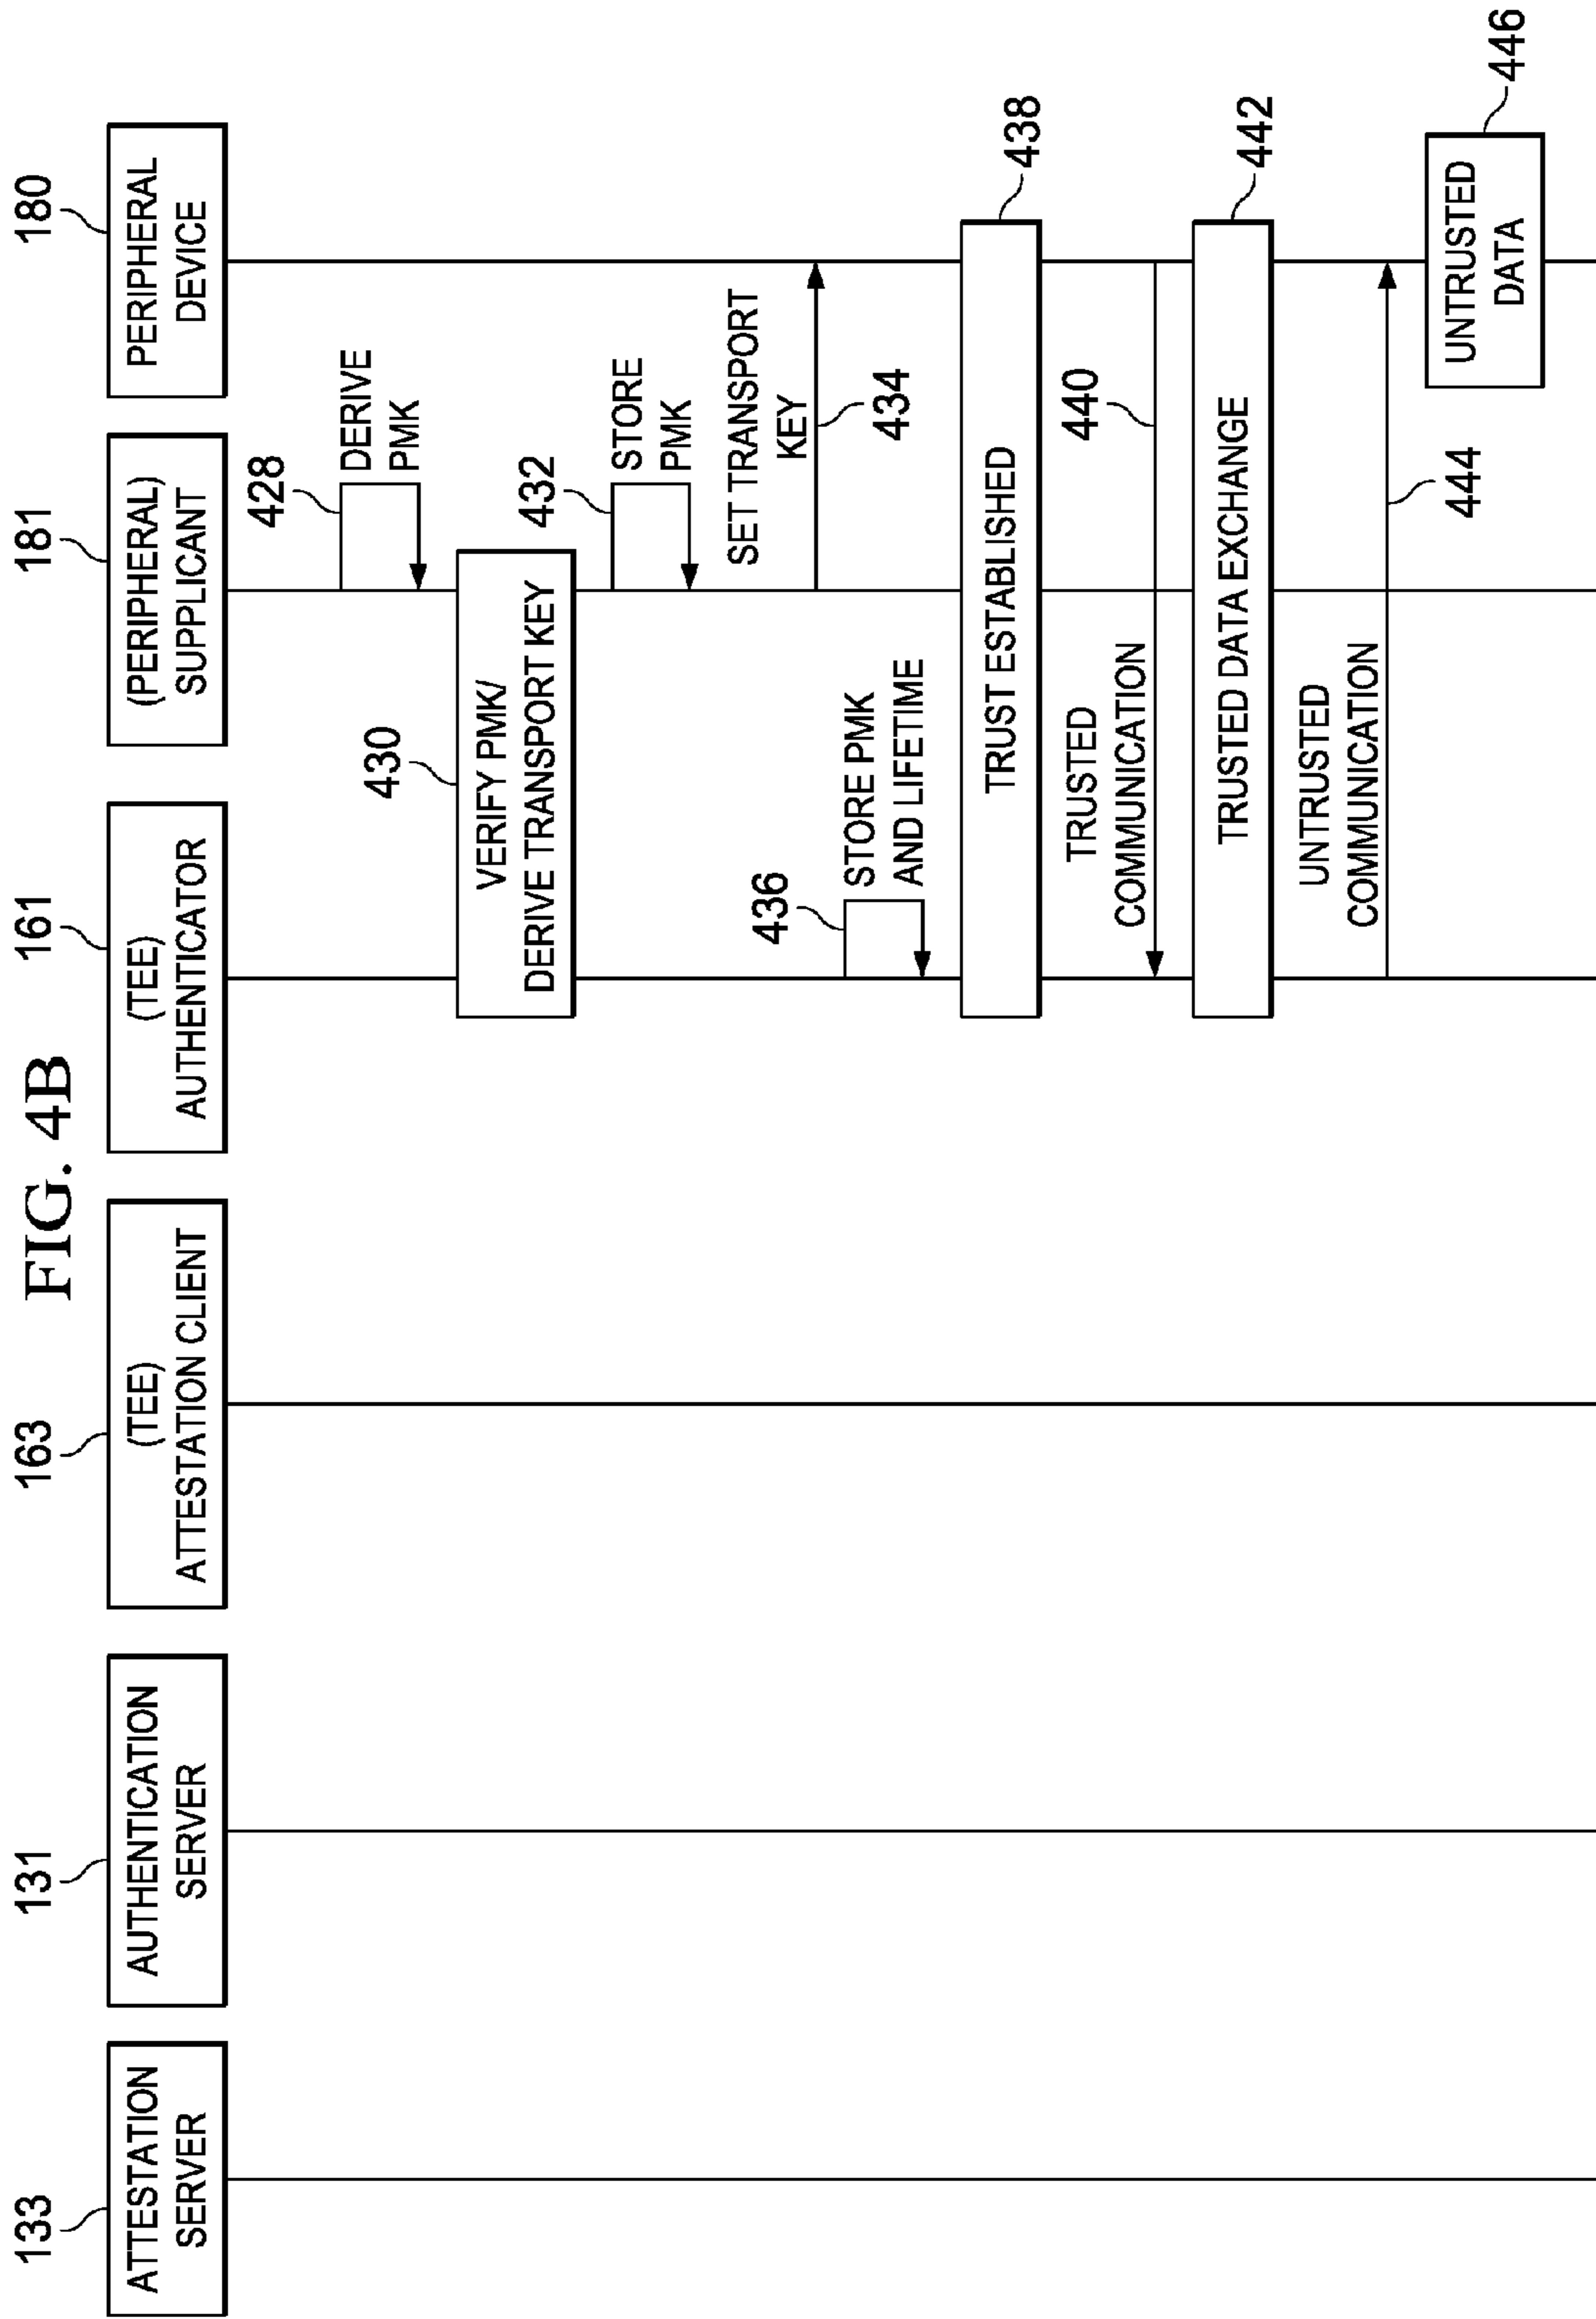 FIG. 4B
133
131
163
161
181
180
ATTESTATION
SERVER
AUTHENTICATION
SERVER
(TEE)
ATTESTATION CLIENT
(TEE)
AUTHENTICATOR
(PERIPHERAL)
SUPPLICANT
PERIPHERAL
DEVICE
428
DERIVE
PMK
430
VERIFY PMK/
DERIVE TRANSPORT KEY
432
STORE
PMK
SET TRANSPORT
KEY
434
436
STORE PMK
AND LIFETIME
TRUST ESTABLISHED
438
TRUSTED
COMMUNICATION
440
TRUSTED DATA EXCHANGE
442
UNTRUSTED
COMMUNICATION
444
UNTRUSTED
DATA
446